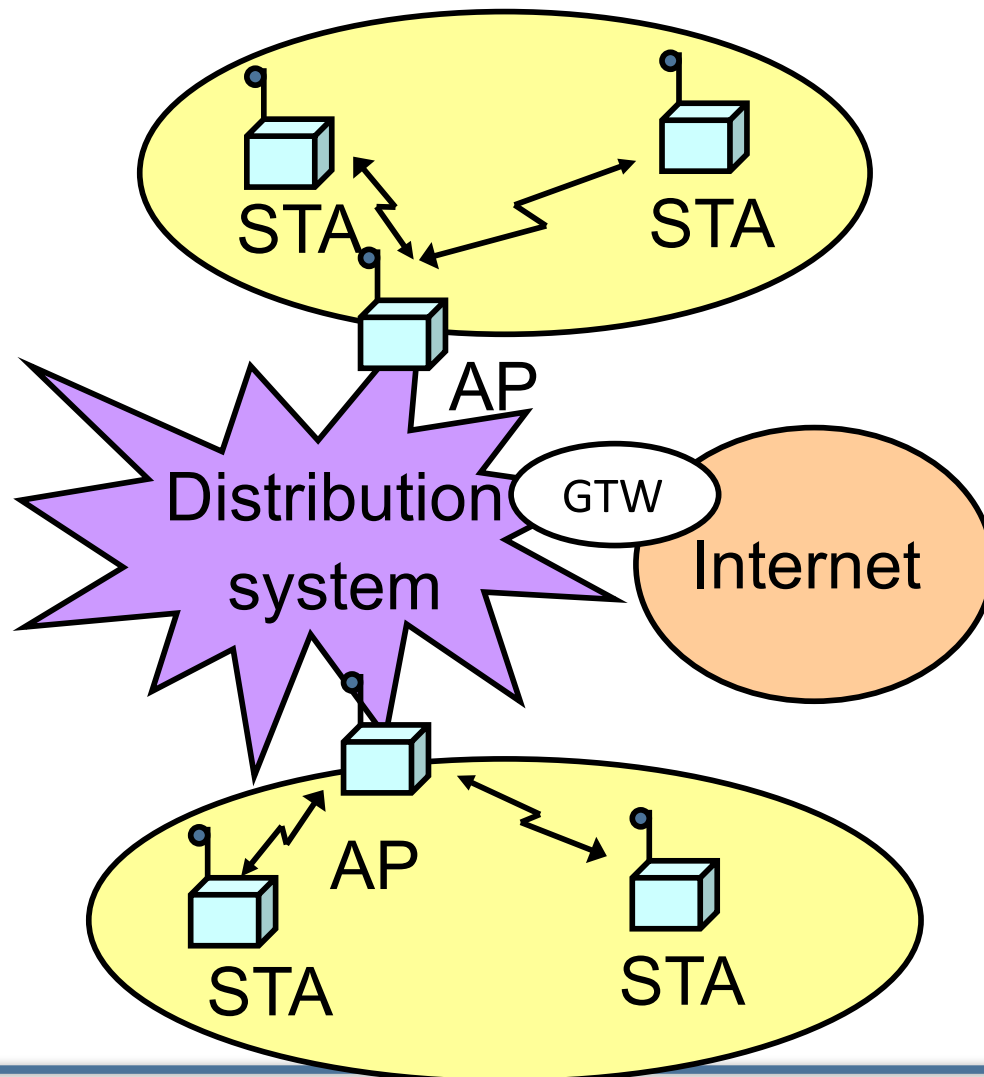 STA
STA
AP
Distribution
system
GTW
Internet
AP
STA
STA